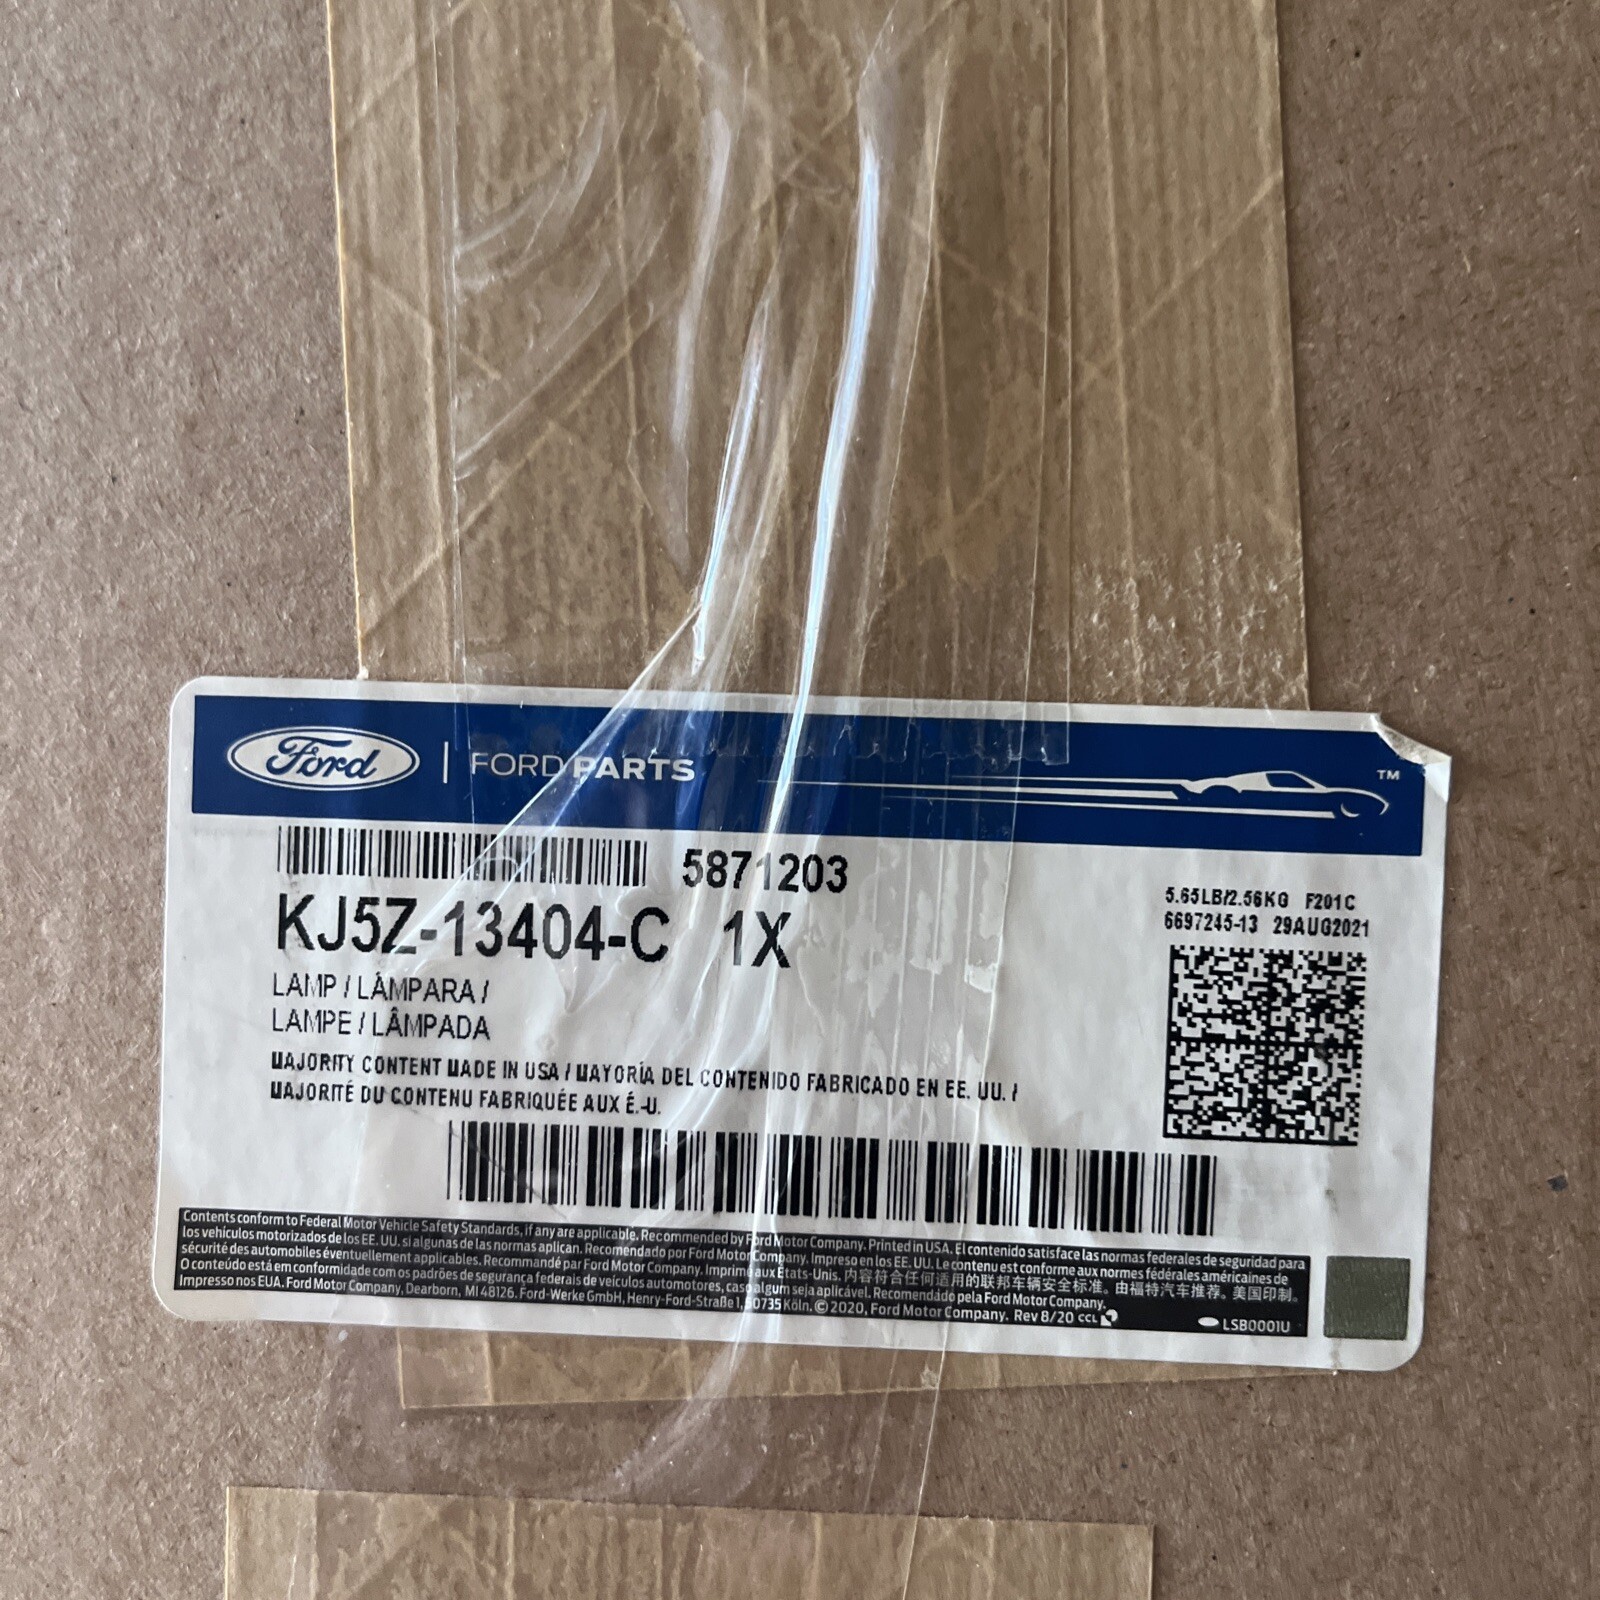 Ford | FORD PARTS TM
5871203
KJ5Z-13404-C 1X
LAMP / LÁMPARA /
LAMPE / LÂMPADA
MAJORITY CONTENT MADE IN USA / MAYORÍA DEL CONTENIDO FABRICADO EN EE. UU. /
MAJORITÉ DU CONTENU FABRIQUÉE AUX É.-U.
5.65LB/2.56KG F201C
6697245-13 29AUG2021
Contents conform to Federal Motor Vehicle Safety Standards, if any are applicable. Recommended by Ford Motor Company. Printed in USA. El contenido satisface las normas federales de seguridad para
los vehículos motorizados de los EE. UU. si algunas de las normas aplican. Recomendado por Ford Motor Company. Impreso en los EE. UU. Le contenu est conforme aux normes fédérales américaines de
sécurité des automobiles éventuellement applicables. Recommandé par Ford Motor Company. Imprimé aux États-Unis. 内容符合任何适用的联邦车辆安全标准。由福特汽车推荐。美国印制。
O conteúdo está em conformidade com os padrões de segurança federais de veículos automotores, caso algum seja aplicável. Recomendado pela Ford Motor Company.
Impresso nos EUA. Ford Motor Company, Dearborn, MI 48126. Ford-Werke GmbH, Henry-Ford-Straße 1, 50735 Köln. © 2020, Ford Motor Company. Rev 8/20 CCL
LSB0001U